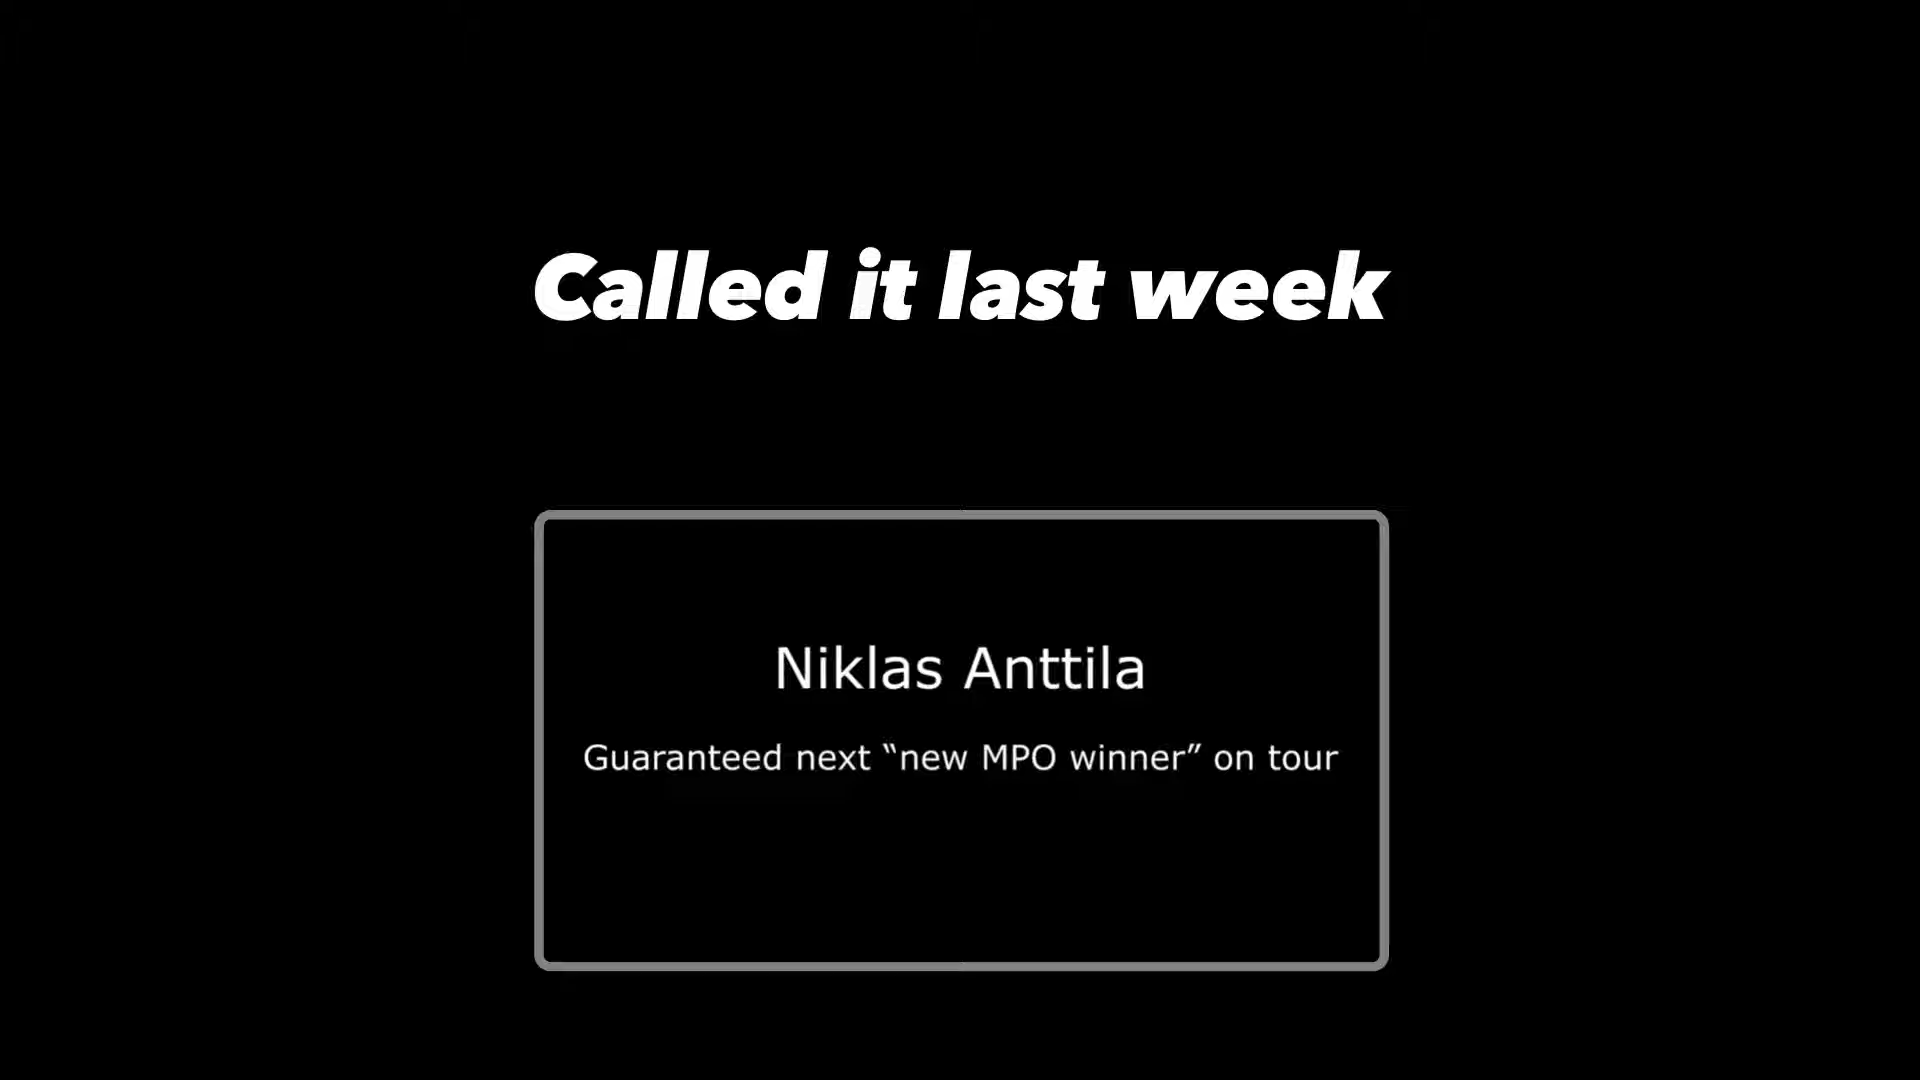 Called it last week
Niklas Anttila
Guaranteed next “new MPO winner” on tour